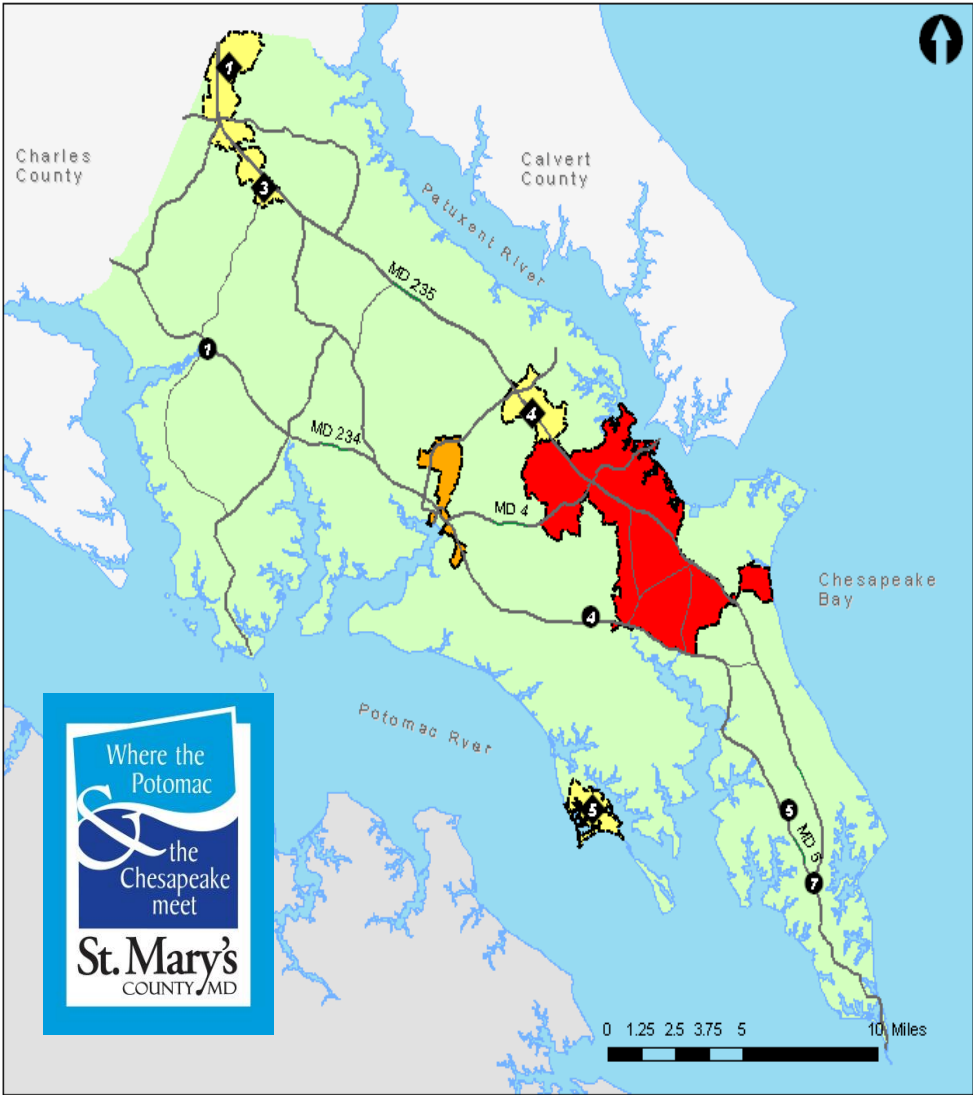 1
3
Charles
County
Calvert
County
Patuxent River
MD 235
1
4
MD 234
MD 4
Chesapeake
Bay
4
Potomac Rver
5
5
MD 5
7
Where the
Potomac
&
the
Chesapeake
meet
St. Mary's
COUNTY MD
0 1.25 2.5 3.75 5 10 Miles